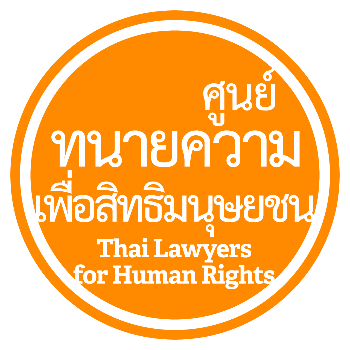 ศูนย์
ทนายความ
เพื่อสิทธิมนุษยชน
Thai Lawyers
for Human Rights